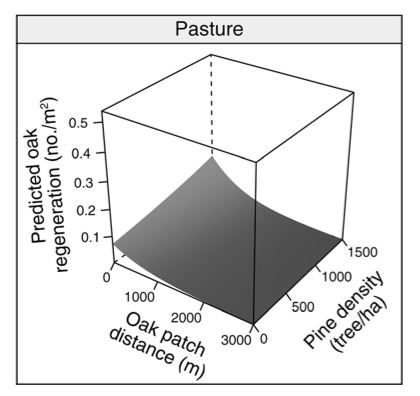 Pasture
Predicted oak
regeneration (no./m²)
0.5
0.4
0.3
0.2
0.1
0
1000
2000
3000
Oak patch
distance (m)
0
500
1000
1500
Pine density
(tree/ha)